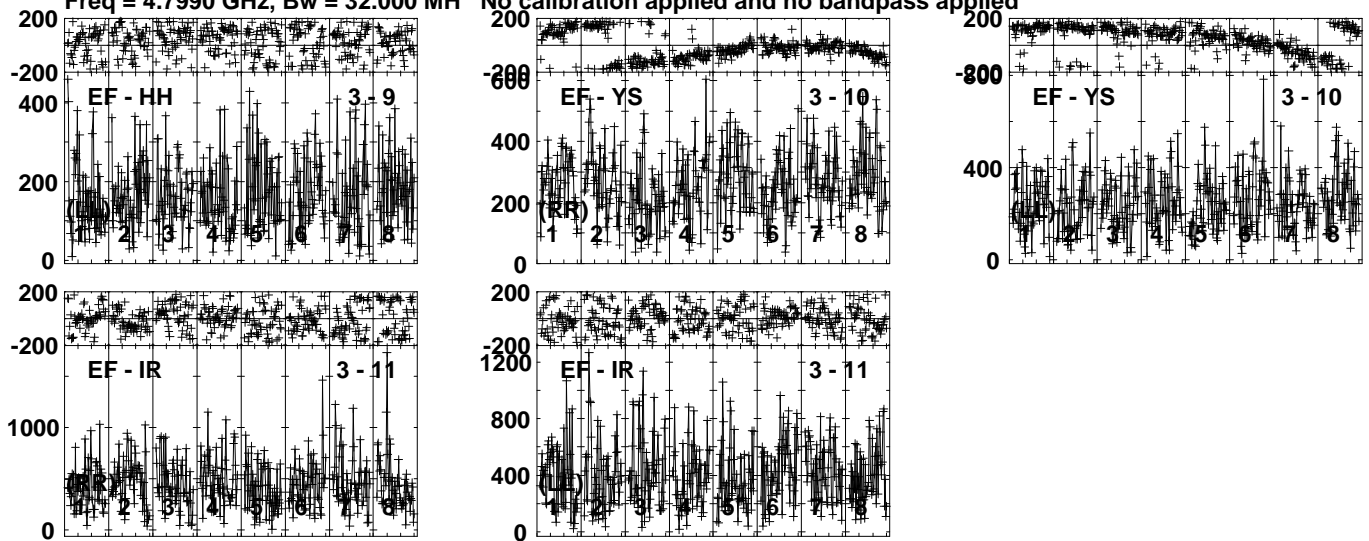 Freq = 4.7990 GHz, Bw = 32.000 MH No calibration applied and no bandpass applied
200
-200
400
200
0
EF - HH 3 - 9
(LL)
1 2 3 4 5 6 7 8
200
-200
600
400
200
0
EF - YS 3 - 10
(RR)
1 2 3 4 5 6 7 8
200
-200
800
400
0
EF - YS 3 - 10
(LL)
1 2 3 4 5 6 7 8
200
-200
1000
0
EF - IR 3 - 11
(RR)
1 2 3 4 5 6 7 8
200
-200
1200
800
400
0
EF - IR 3 - 11
(LL)
1 2 3 4 5 6 7 8